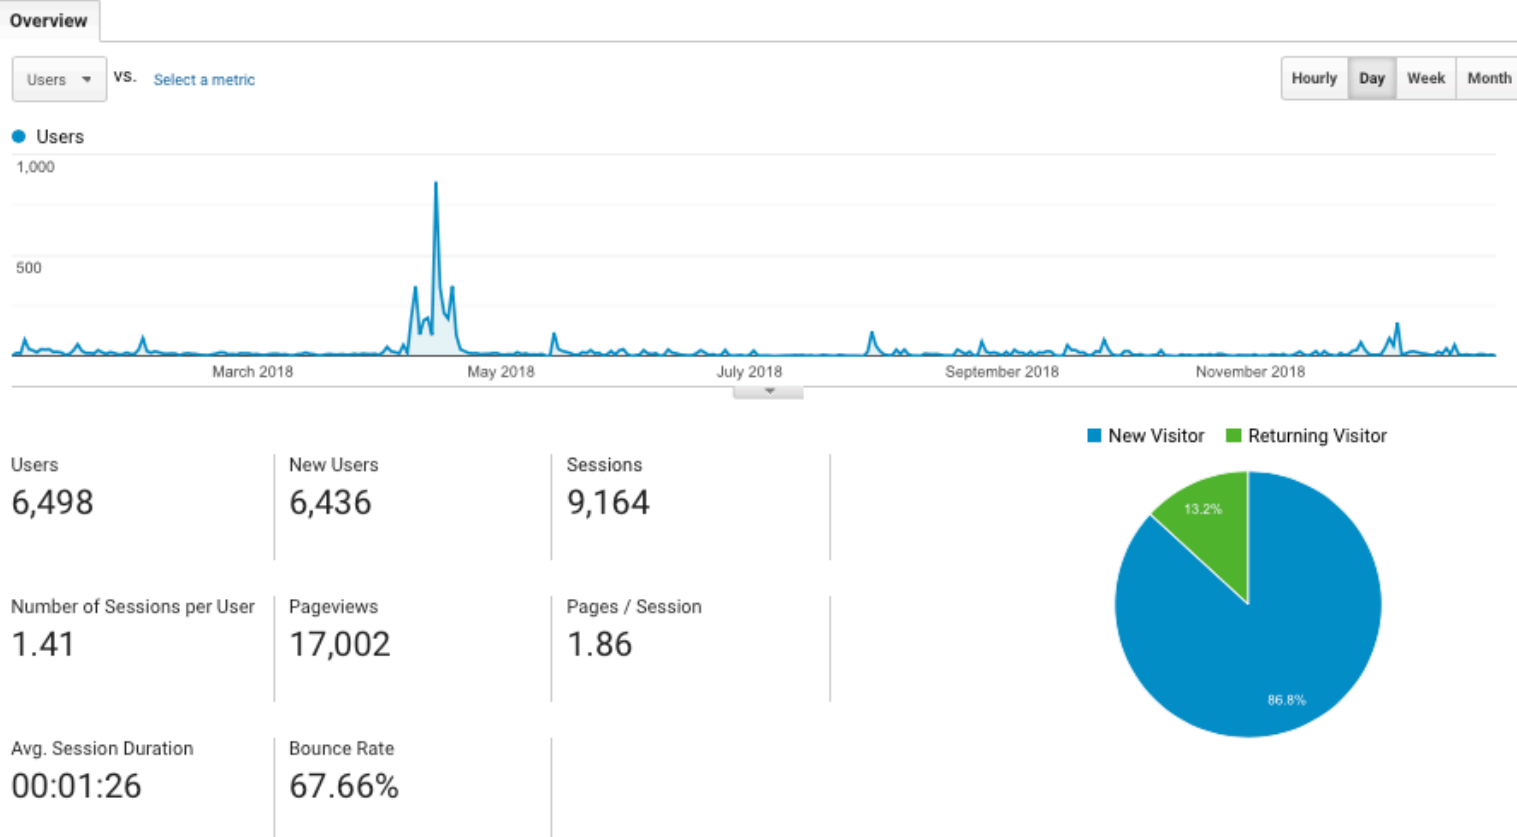 Overview
Users vs. Select a metric
Hourly Day Week Month
Users
1,000
500
March 2018 May 2018 July 2018 September 2018 November 2018
New Visitor Returning Visitor
Users New Users Sessions
6,498 6,436 9,164
13.2%
Number of Sessions per User Pageviews Pages / Session
1.41 17,002 1.86
86.8%
Avg. Session Duration Bounce Rate
00:01:26 67.66%